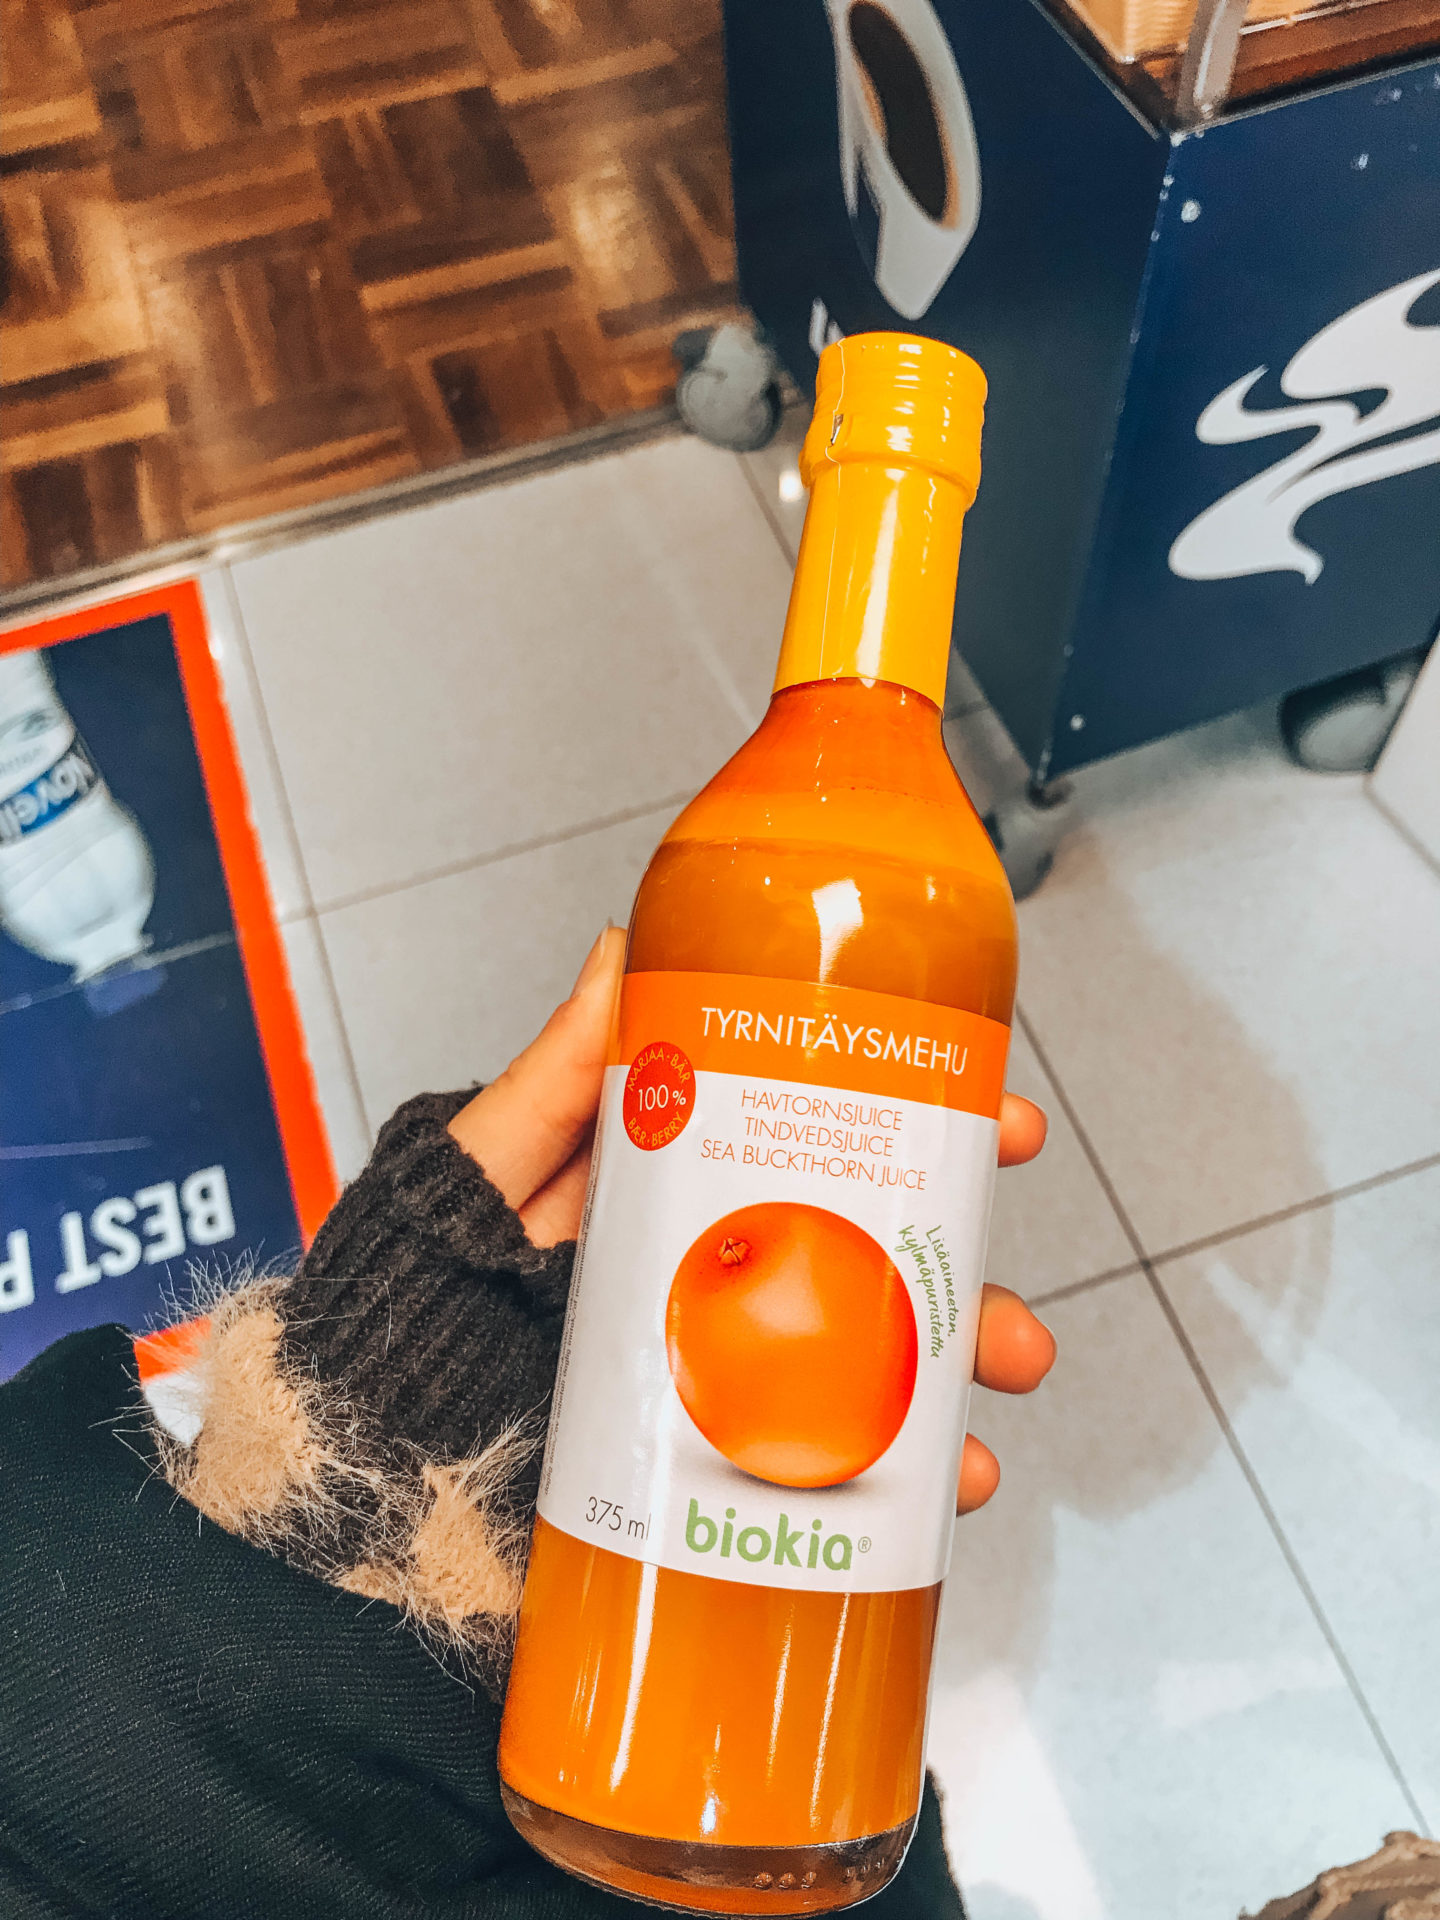 TYRNITÄYSMEHU
MARJAA · BÄR
100 %
BÆR · BERRY
HAVTORNSJUICE
TINDVEDSJUICE
SEA BUCKTHORN JUICE
Lisäaineeton,
kylmäpuristettu
375 ml
biokia®
BEST